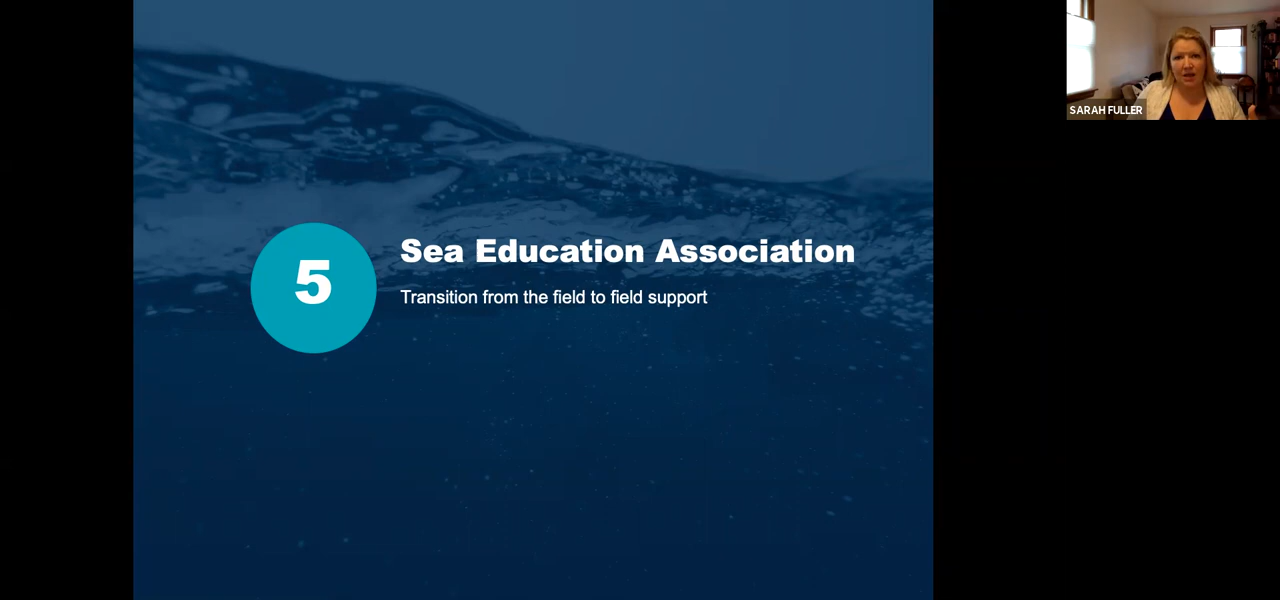 5
Sea Education Association
Transition from the field to field support
SARAH FULLER